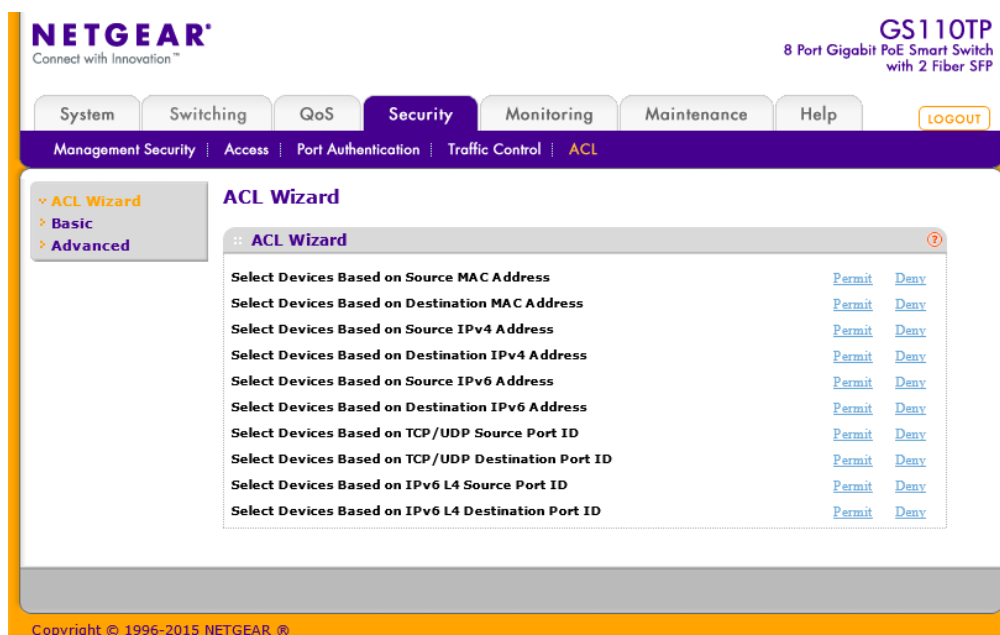 NETGEAR®
Connect with Innovation™
GS110TP
8 Port Gigabit PoE Smart Switch
with 2 Fiber SFP
System Switching QoS Security Monitoring Maintenance Help LOGOUT
Management Security Access Port Authentication Traffic Control ACL
ACL Wizard
Basic
Advanced
ACL Wizard
ACL Wizard ?
Select Devices Based on Source MAC Address Permit Deny
Select Devices Based on Destination MAC Address Permit Deny
Select Devices Based on Source IPv4 Address Permit Deny
Select Devices Based on Destination IPv4 Address Permit Deny
Select Devices Based on Source IPv6 Address Permit Deny
Select Devices Based on Destination IPv6 Address Permit Deny
Select Devices Based on TCP/UDP Source Port ID Permit Deny
Select Devices Based on TCP/UDP Destination Port ID Permit Deny
Select Devices Based on IPv6 L4 Source Port ID Permit Deny
Select Devices Based on IPv6 L4 Destination Port ID Permit Deny
Copyright © 1996-2015 NETGEAR ®